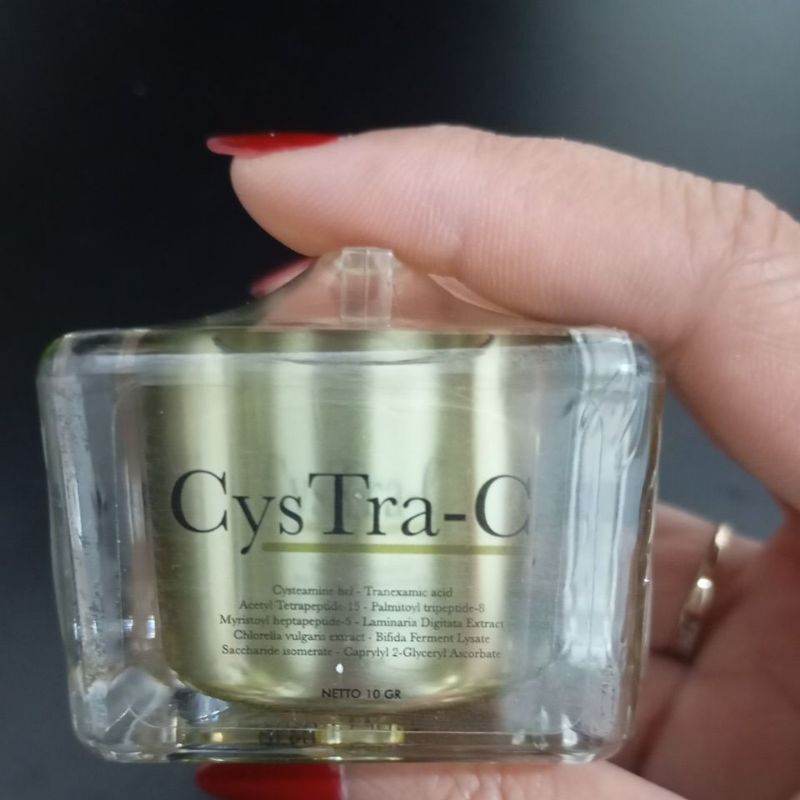 CysTra-C
Cysteamine hcl - Tranexamic acid
Acetyl Tetrapeptide-15 - Palmitoyl tripeptide-8
Myristoyl heptapeptide-5 - Laminaria Digitata Extract
Chlorella vulgaris extract - Bifida Ferment Lysate
Saccharide isomerate - Caprylyl 2-Glyceryl Ascorbate
NETTO 10 GR